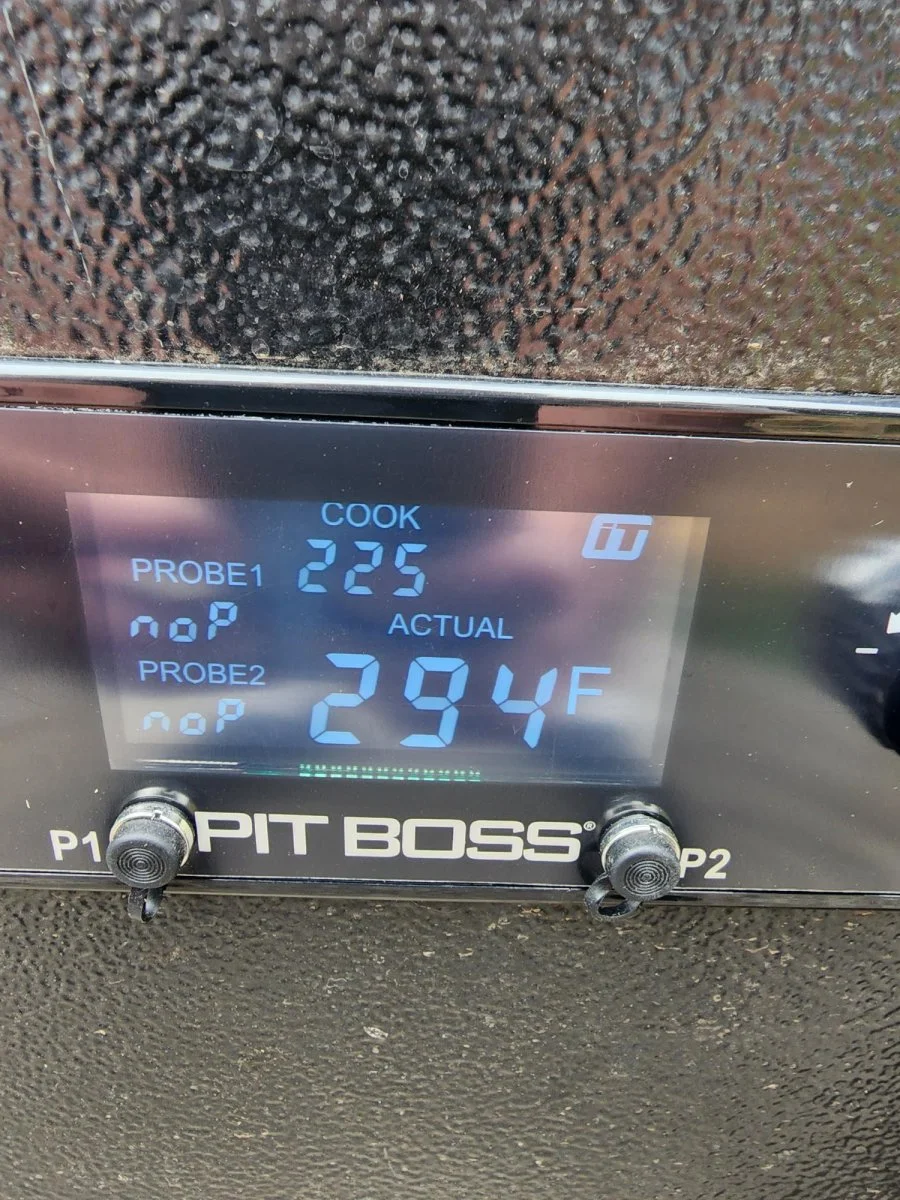 COOK
225
PROBE1
noP
ACTUAL
PROBE2
294F
noP
P1
PIT BOSS®
P2